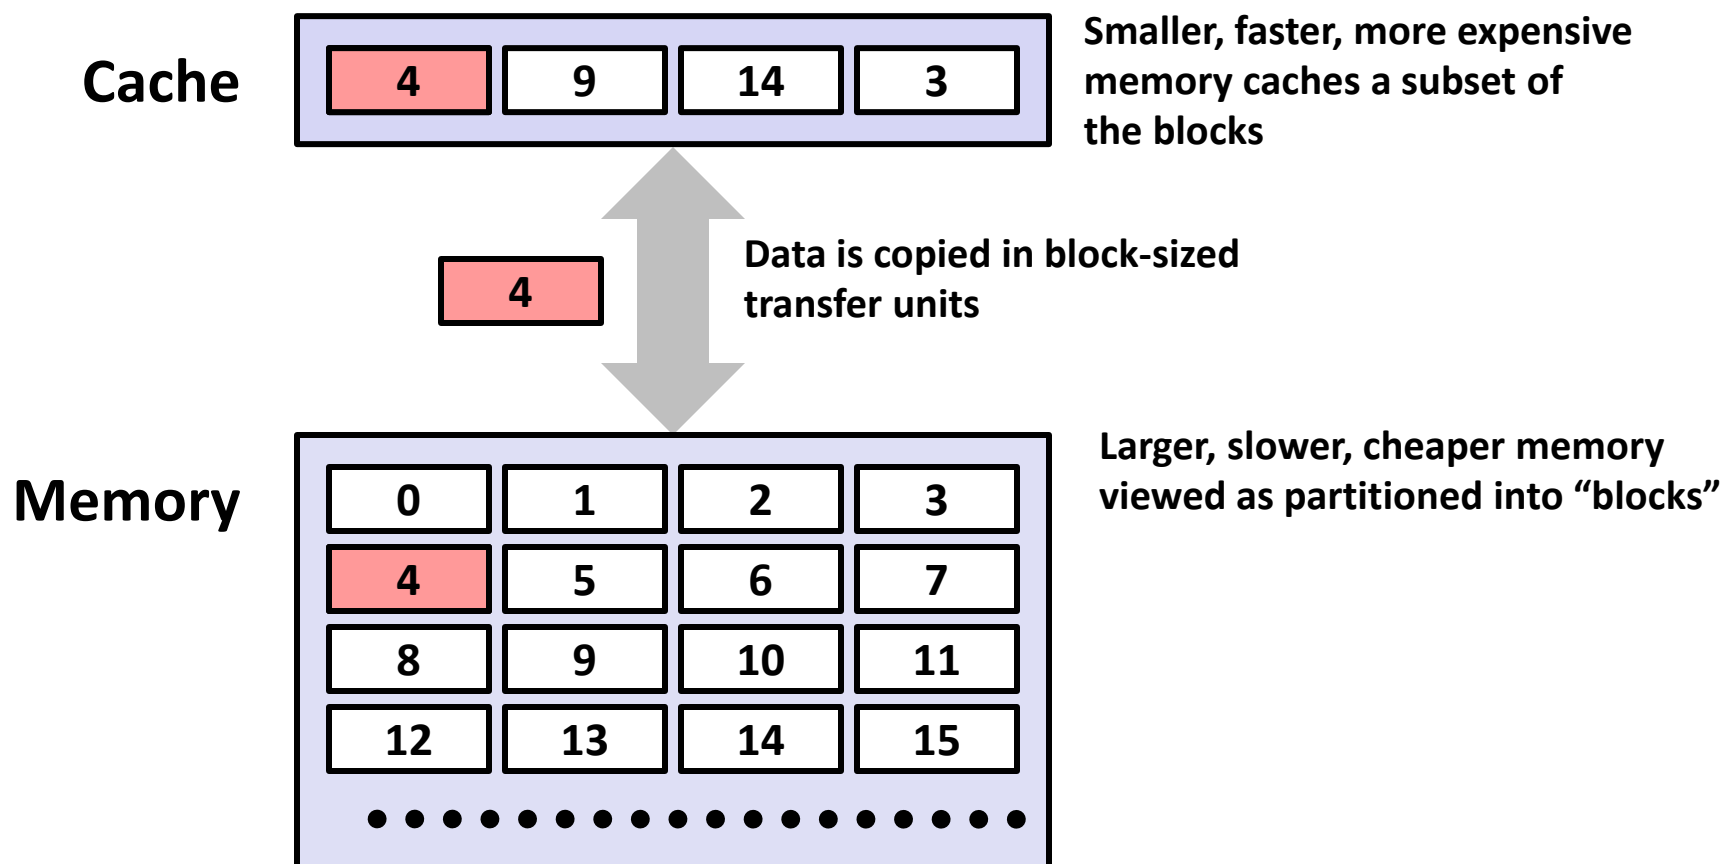 Cache
4 9 14 3
Smaller, faster, more expensive
memory caches a subset of
the blocks
4
Data is copied in block-sized
transfer units
Memory
0 1 2 3
4 5 6 7
8 9 10 11
12 13 14 15
Larger, slower, cheaper memory
viewed as partitioned into “blocks”